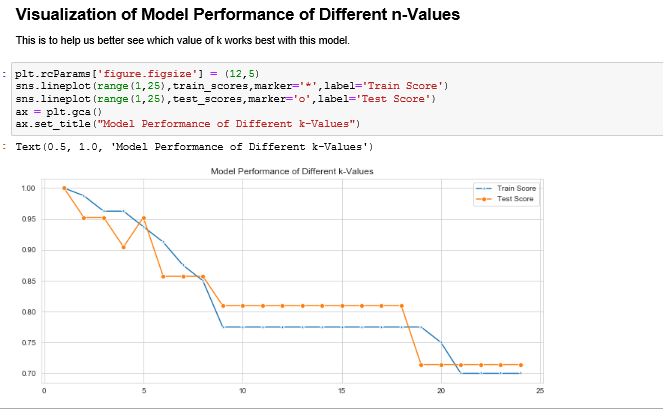 Visualization of Model Performance of Different n-Values
This is to help us better see which value of k works best with this model.
: plt.rcParams['figure.figsize'] = (12,5)
sns.lineplot(range(1,25),train_scores,marker='*',label='Train Score')
sns.lineplot(range(1,25),test_scores,marker='o',label='Test Score')
ax = plt.gca()
ax.set_title("Model Performance of Different k-Values")
: Text(0.5, 1.0, 'Model Performance of Different k-Values')
Model Performance of Different k-Values
Train Score
Test Score
1.00
0.95
0.90
0.85
0.80
0.75
0.70
0 5 10 15 20 25